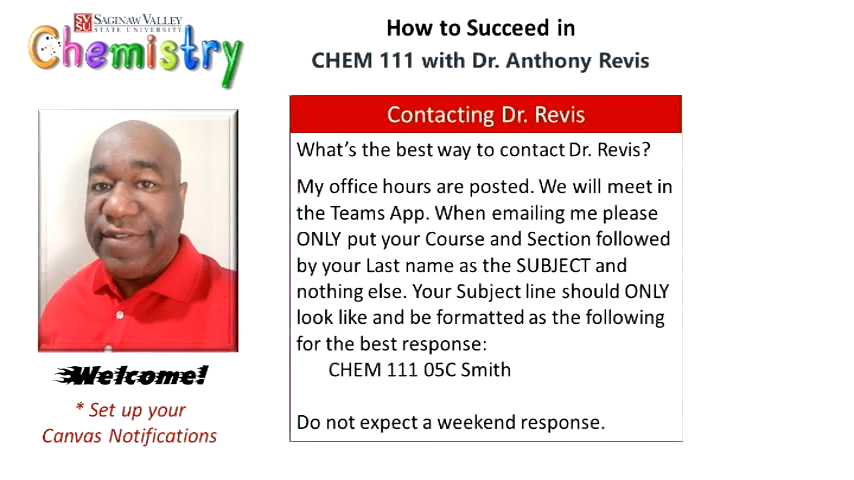 SVSU SAGINAW VALLEY
STATE UNIVERSITY
Chemistry
How to Succeed in
CHEM 111 with Dr. Anthony Revis
Contacting Dr. Revis
What's the best way to contact Dr. Revis?
My office hours are posted. We will meet in
the Teams App. When emailing me please
ONLY put your Course and Section followed
by your Last name as the SUBJECT and
nothing else. Your Subject line should ONLY
look like and be formatted as the following
for the best response:
CHEM 111 05C Smith
Do not expect a weekend response.
Welcome!
* Set up your
Canvas Notifications